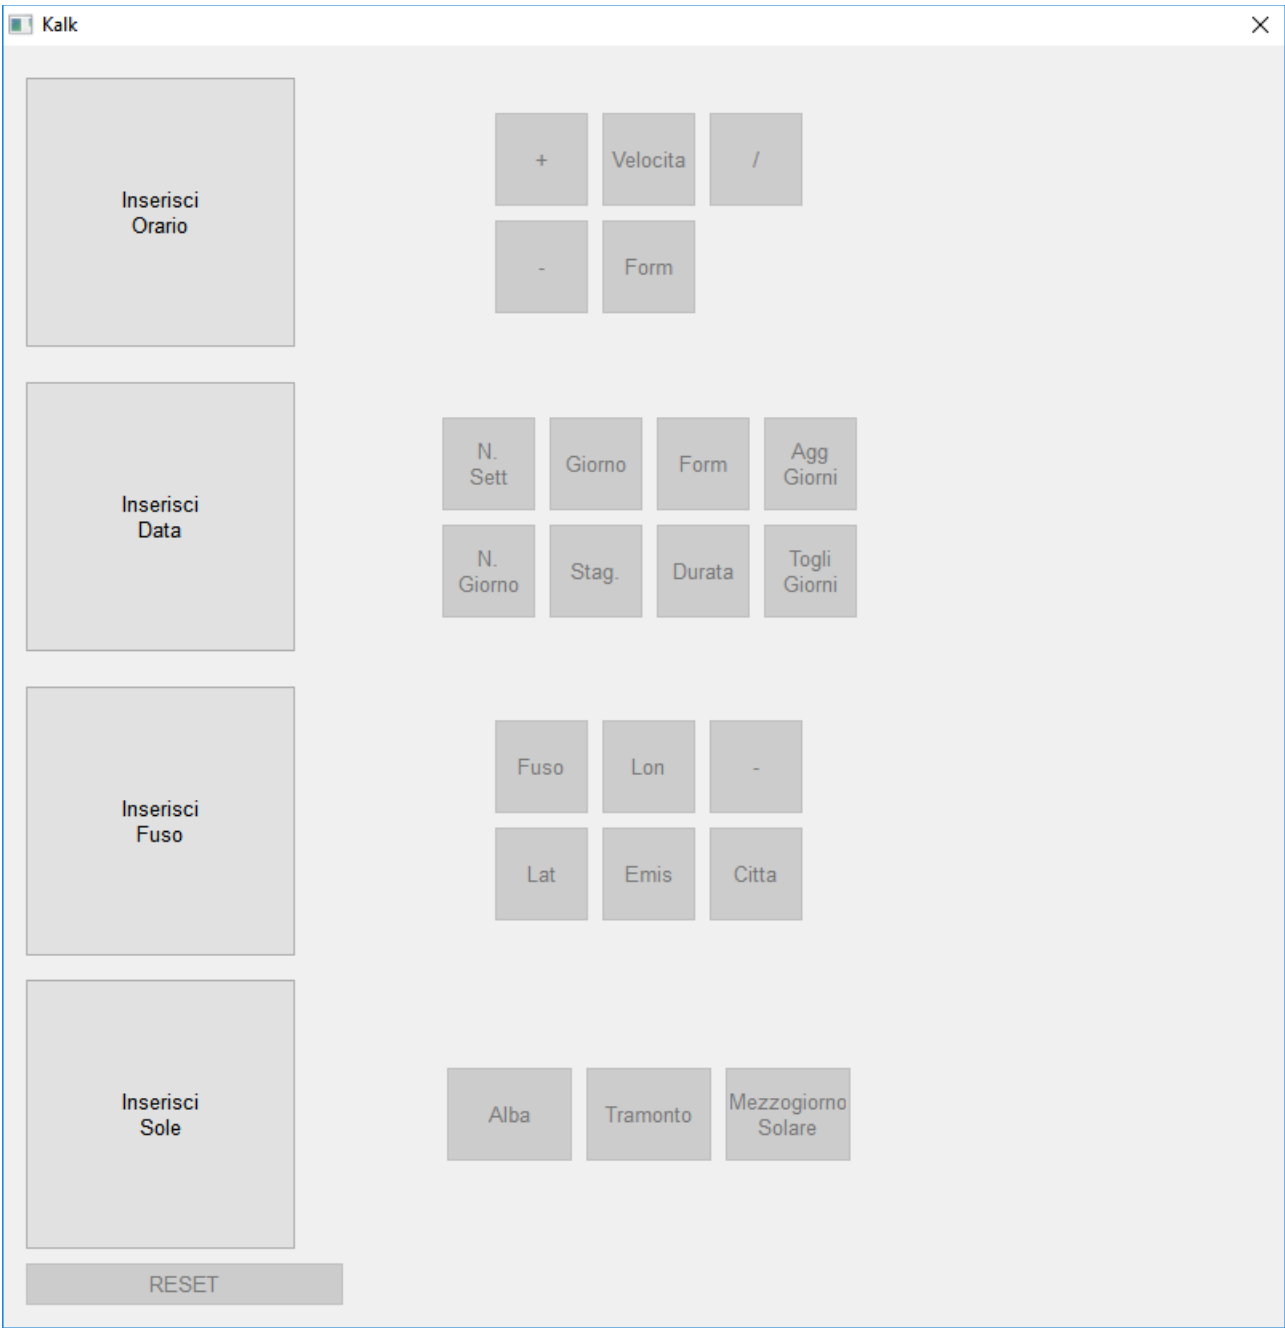 Kalk
Inserisci
Orario
+ Velocita /
- Form
Inserisci
Data
N.
Sett
Giorno
Form
Agg
Giorni
N.
Giorno
Stag.
Durata
Togli
Giorni
Inserisci
Fuso
Fuso Lon -
Lat Emis Citta
Inserisci
Sole
Alba
Tramonto
Mezzogiorno
Solare
RESET